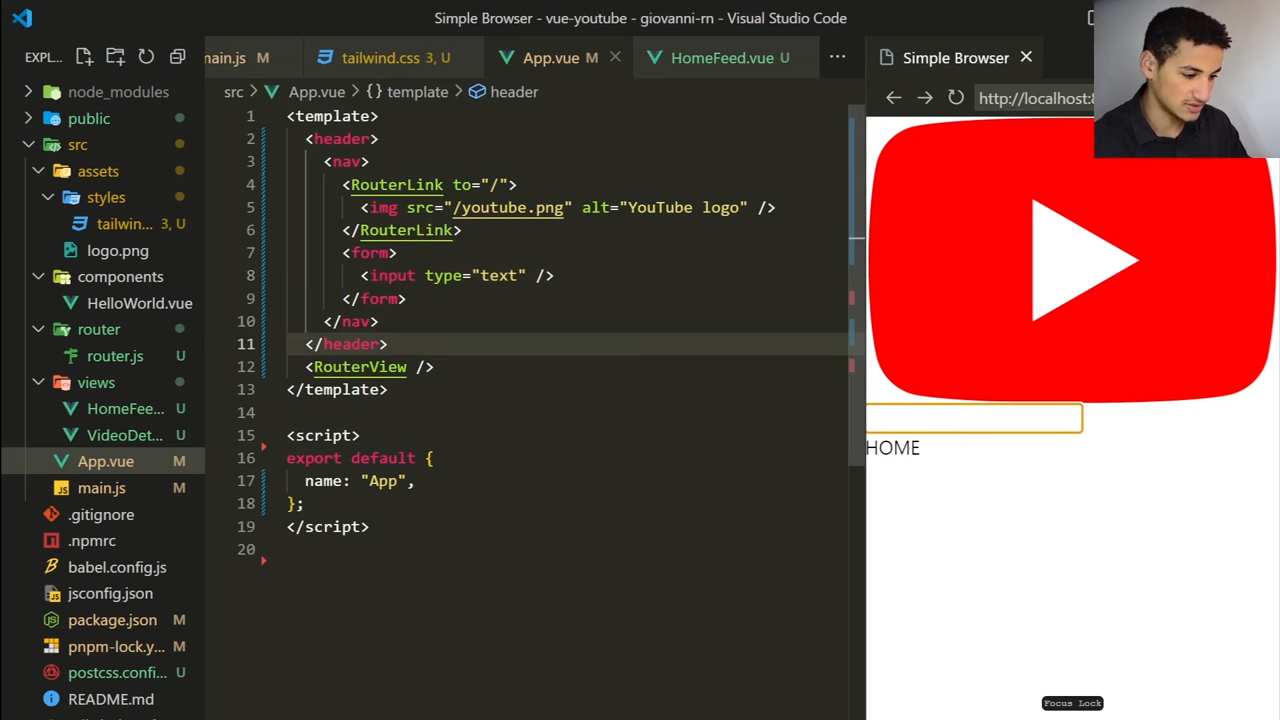 Simple Browser - vue-youtube - giovanni-rn - Visual Studio Code
EXPL...
main.js M
tailwind.css 3, U
App.vue M
HomeFeed.vue U
Simple Browser
src > App.vue > {} template > header
http://localhost:
node_modules
public
src
assets
styles
tailwin... 3, U
logo.png
components
HelloWorld.vue
router
router.js U
views
HomeFee... U
VideoDet... U
App.vue M
main.js M
.gitignore
.npmrc
babel.config.js
jsconfig.json
package.json M
pnpm-lock.y... M
postcss.confi... U
README.md
1 <template>
2 <header>
3 <nav>
4 <RouterLink to="/">
5 <img src="/youtube.png" alt="YouTube logo" />
6 </RouterLink>
7 <form>
8 <input type="text" />
9 </form>
10 </nav>
11 </header>
12 <RouterView />
13 </template>
14
15 <script>
16 export default {
17 name: "App",
18 };
19 </script>
20
HOME
Focus Lock